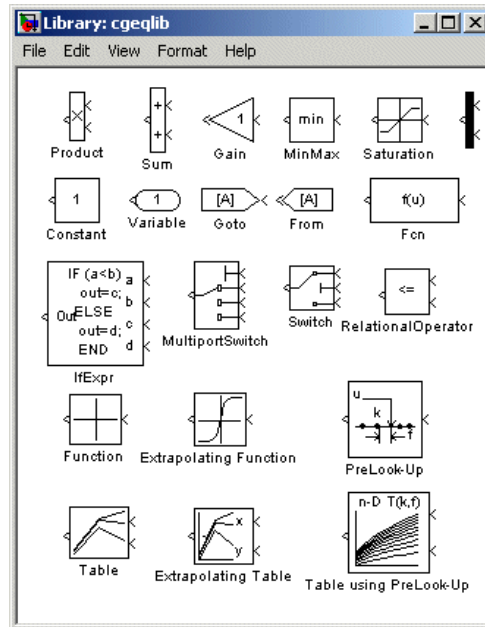 Library: cgeqlib
File Edit View Format Help
× + + 1 min
Product Sum Gain MinMax Saturation
1 1 [A] [A] f(u)
Constant Variable Goto From Fcn
IF (a<b) a
out=c; b
Out ELSE c
out=d; d
END
IfExpr
MultiportSwitch
Switch
<=
RelationalOperator
u
k
f
Function Extrapolating Function PreLook-Up
x
y
n-D T(k,f)
Table Extrapolating Table Table using PreLook-Up